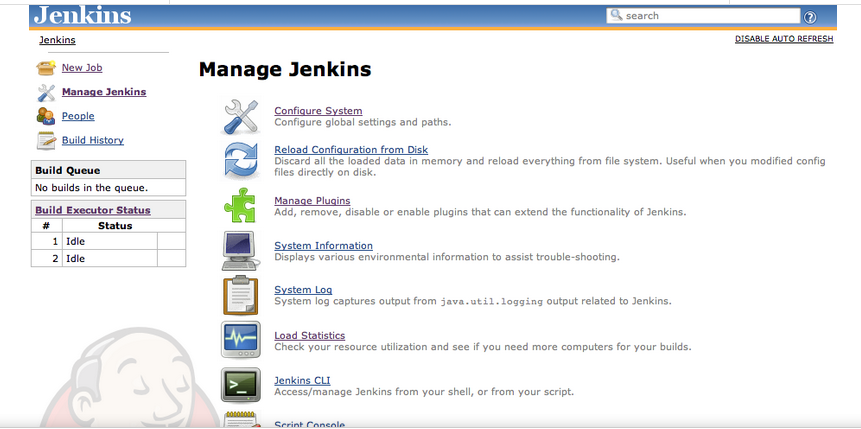 Jenkins
search
Jenkins
DISABLE AUTO REFRESH
New Job
Manage Jenkins
People
Build History
Build Queue
No builds in the queue.
Build Executor Status
# Status
1 Idle
2 Idle
Manage Jenkins
Configure System
Configure global settings and paths.
Reload Configuration from Disk
Discard all the loaded data in memory and reload everything from file system. Useful when you modified config
files directly on disk.
Manage Plugins
Add, remove, disable or enable plugins that can extend the functionality of Jenkins.
System Information
Displays various environmental information to assist trouble-shooting.
System Log
System log captures output from java.util.logging output related to Jenkins.
Load Statistics
Check your resource utilization and see if you need more computers for your builds.
Jenkins CLI
Access/manage Jenkins from your shell, or from your script.
Script Console